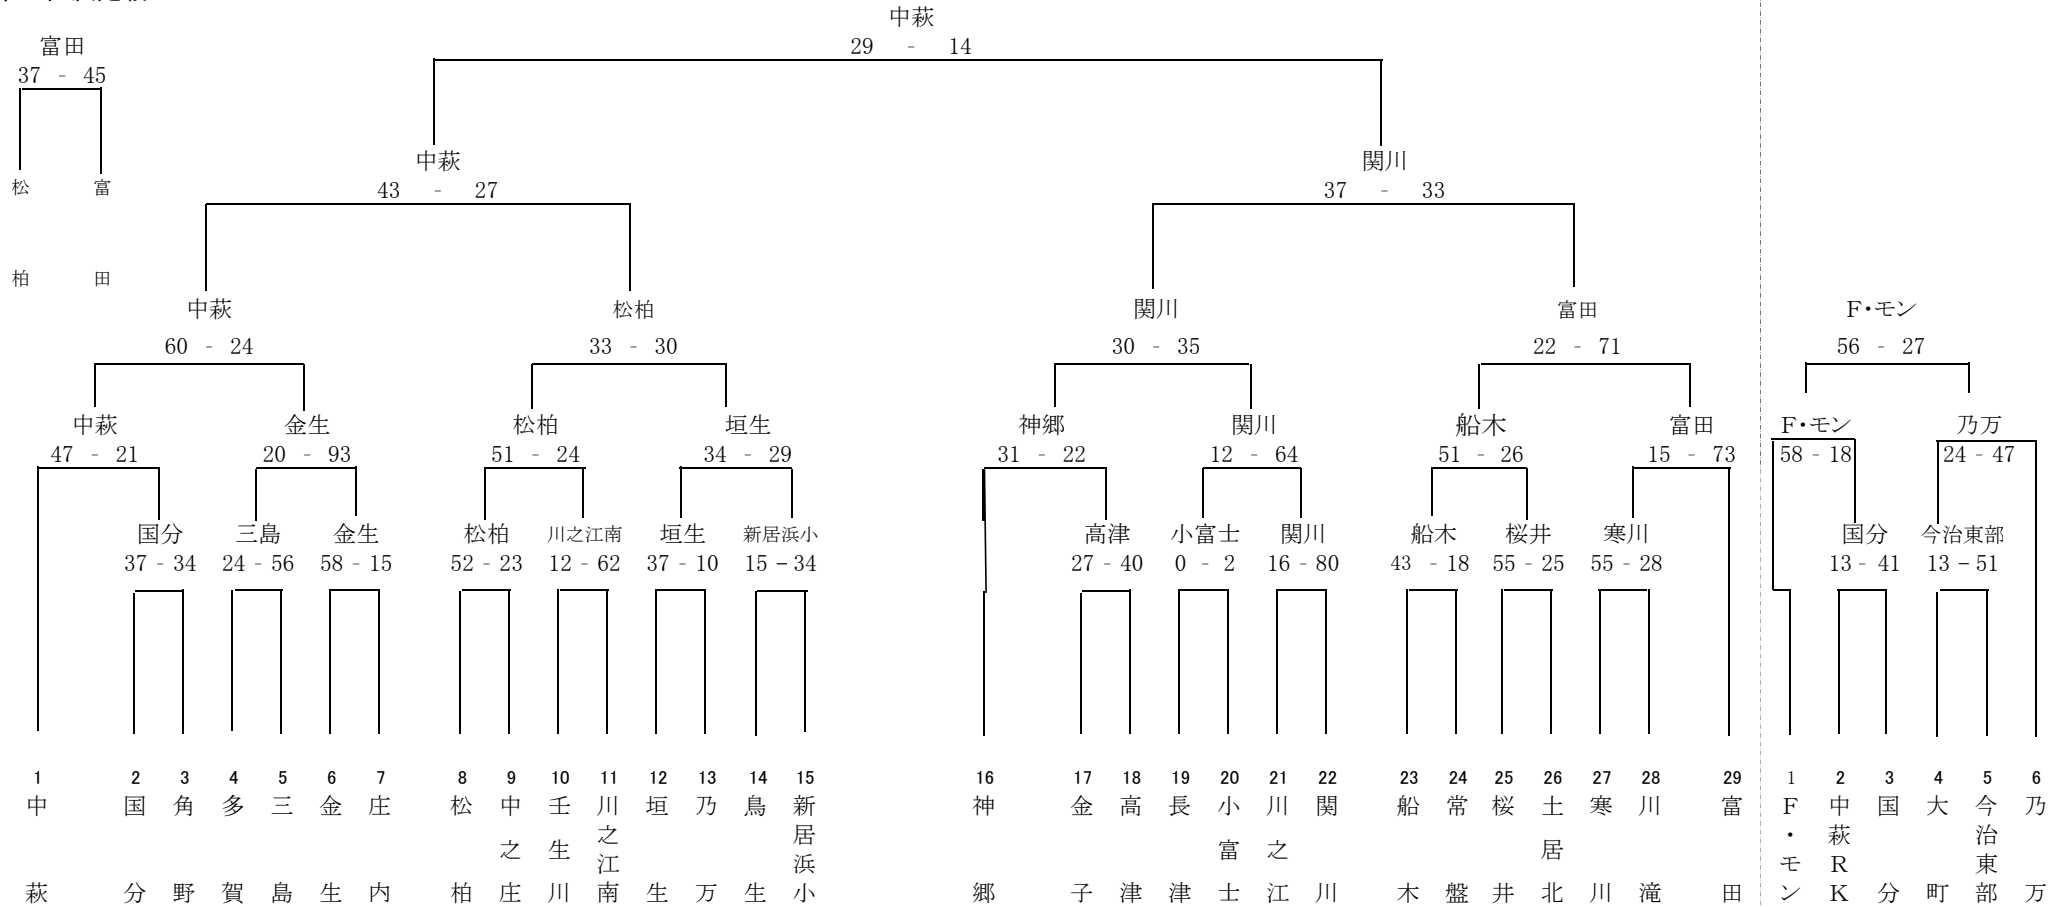 中萩
29 - 14
富田
37 - 45
松柏
富田
中萩
43 - 27
関川
37 - 33
中萩
60 - 24
松柏
33 - 30
関川
30 - 35
富田
22 - 71
F・モン
56 - 27
中萩
47 - 21
金生
20 - 93
松柏
51 - 24
垣生
34 - 29
神郷
31 - 22
関川
12 - 64
船木
51 - 26
富田
15 - 73
F・モン
58 - 18
乃万
24 - 47
国分
37 - 34
三島
24 - 56
金生
58 - 15
松柏
52 - 23
川之江南
12 - 62
垣生
37 - 10
新居浜小
15 − 34
高津
27 - 40
小富士
0 - 2
関川
16 - 80
船木
43 - 18
桜井
55 - 25
寒川
55 - 28
国分
13 - 41
今治東部
13 − 51
1
中萩
2
国分
3
角野
4
多賀
5
三島
6
金生
7
庄内
8
松柏
9
中之庄
10
壬生川
11
川之江南
12
垣生
13
乃万
14
鳥生
15
新居浜小
16
神郷
17
金子
18
高津
19
長津
20
小富士
21
川之江
22
関川
23
船木
24
常盤
25
桜井
26
土居北
27
寒川
28
川滝
29
富田
1
F・モン
2
中萩RK
3
国分
4
大町
5
今治東部
6
乃万